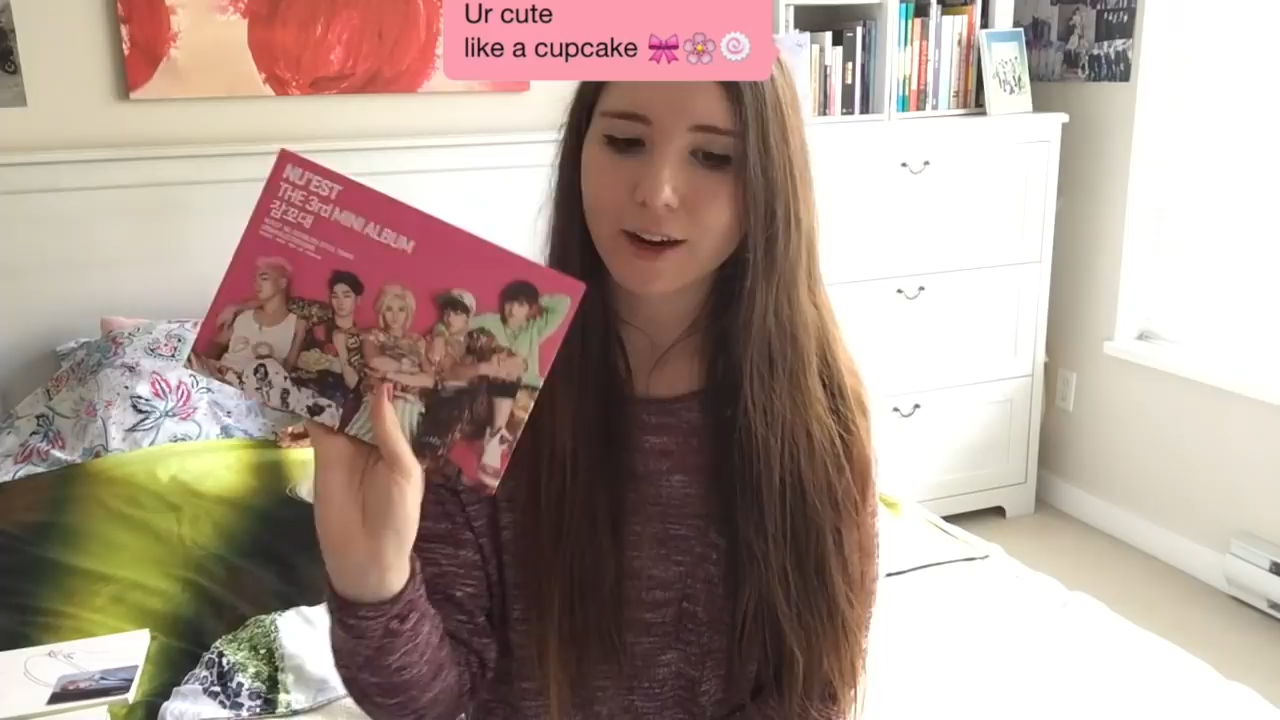 Ur cute
like a cupcake 🎀🌸🍥
NU'EST
THE 3rd MINI ALBUM
잠꼬대